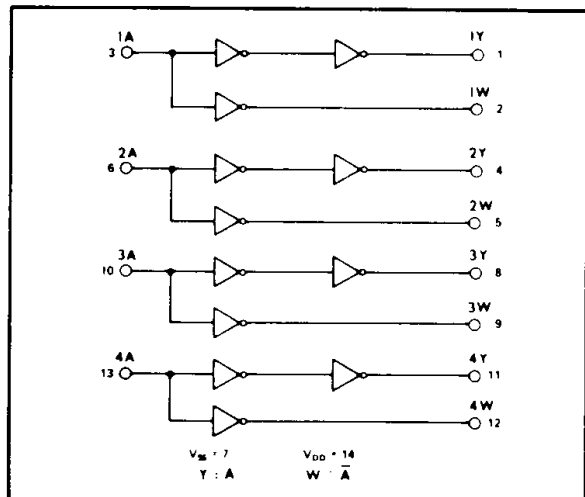 1A 1Y
3 1
1W
2
2A 2Y
6 4
2W
5
3A 3Y
10 8
3W
9
4A 4Y
13 11
4W
12
VSS = 7 VDD = 14
Y : A W A̅